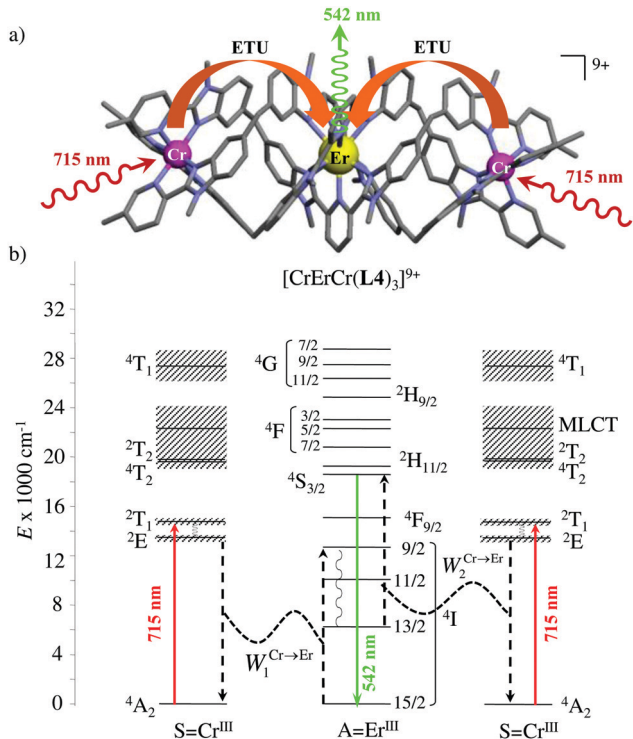 a)
542 nm
ETU
ETU
9+
Cr
Er
Cr
715 nm
715 nm
b)
[CrErCr(L4)₃]⁹⁺
E x 1000 cm⁻¹
32
28
24
20
16
12
8
4
0
⁴T₁
²T₂
⁴T₂
²T₁
²E
⁴A₂
715 nm
S=Crᴵᴵᴵ
W₁ᶜʳ→ᴱʳ
⁴G
7/2
9/2
11/2
²H₉/₂
⁴F
3/2
5/2
7/2
²H₁₁/₂
⁴S₃/₂
⁴F₉/₂
9/2
11/2
13/2
15/2
⁴I
542 nm
A=Erᴵᴵᴵ
W₂ᶜʳ→ᴱʳ
⁴T₁
MLCT
²T₂
⁴T₂
²T₁
²E
715 nm
⁴A₂
S=Crᴵᴵᴵ